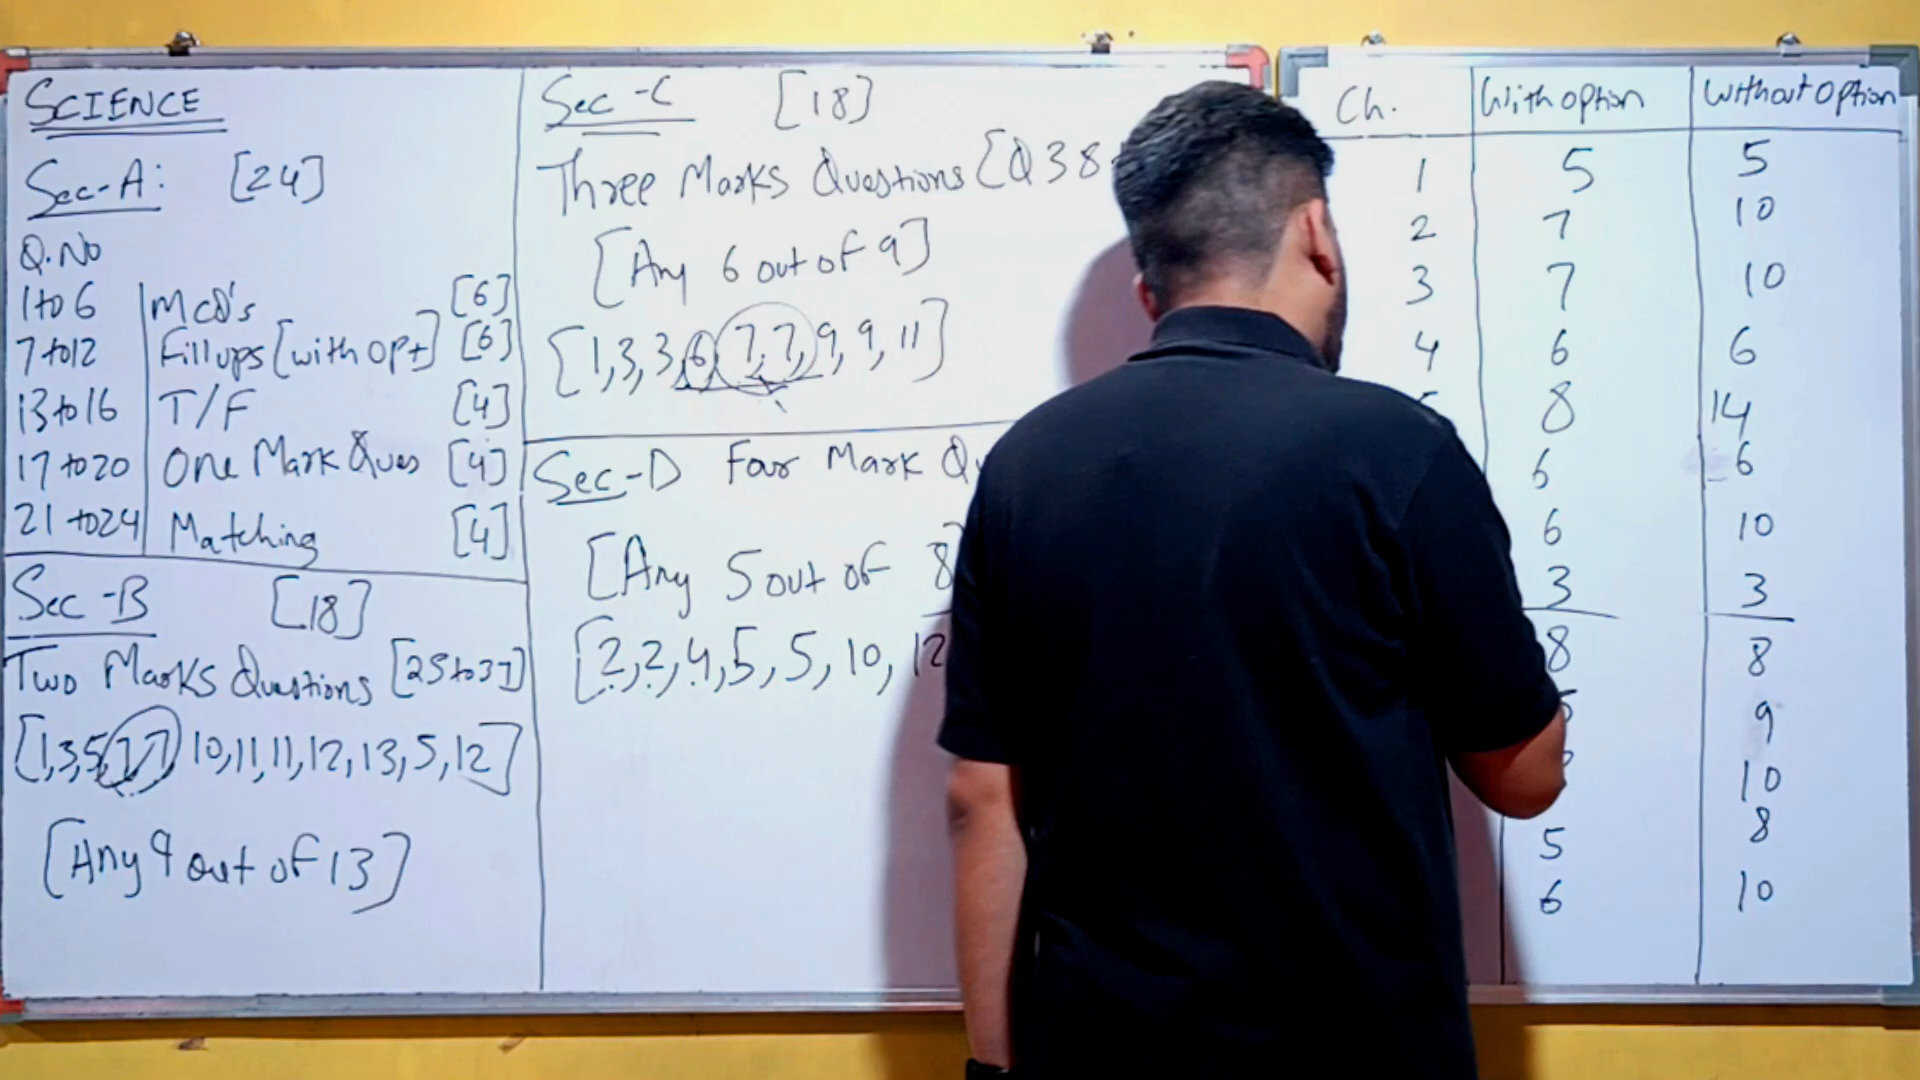 SCIENCE
Sec-A: [24]
Q.No
1 to 6 MCQ's [6]
7 to 12 Fill ups [with opt] [6]
13 to 16 T/F [4]
17 to 20 One Mark Ques [4]
21 to 24 Matching [4]
Sec-B [18]
Two Marks Questions [25 to 37]
[1,3,5,7,7,10,11,11,12,13,5,12]
[Any 9 out of 13]
Sec-C [18]
Three Marks Questions [Q38
[Any 6 out of 9]
[1,3,3,6,7,7,9,9,11]
Sec-D Four Mark
[Any 5 out of 8]
[2,2,4,5,5,10,12
Ch. With option Without option
1 5 5
2 7 10
3 7 10
4 6 6
8 14
6 6
6 10
3 3
8 8
9
10
5 8
6 10